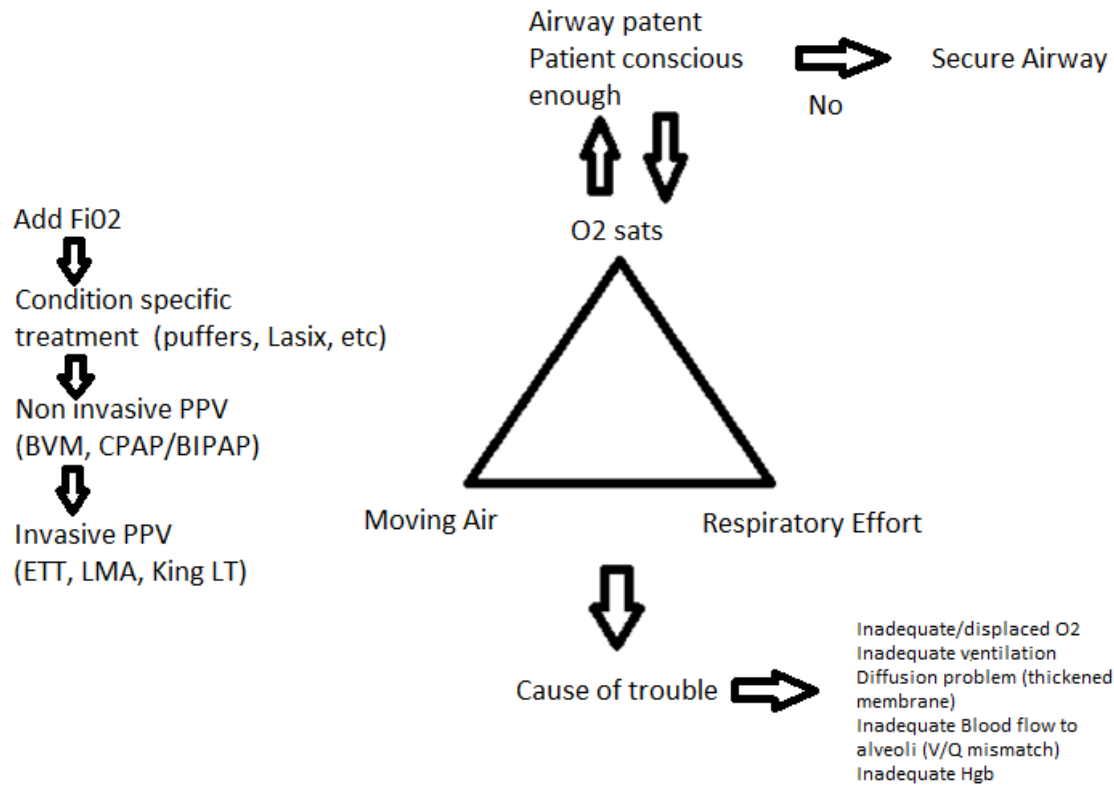 Airway patent
Patient conscious
enough
Secure Airway
No
O2 sats
Add Fi02
Condition specific
treatment (puffers, Lasix, etc)
Non invasive PPV
(BVM, CPAP/BIPAP)
Invasive PPV
(ETT, LMA, King LT)
Moving Air
Respiratory Effort
Cause of trouble
Inadequate/displaced O2
Inadequate ventilation
Diffusion problem (thickened
membrane)
Inadequate Blood flow to
alveoli (V/Q mismatch)
Inadequate Hgb